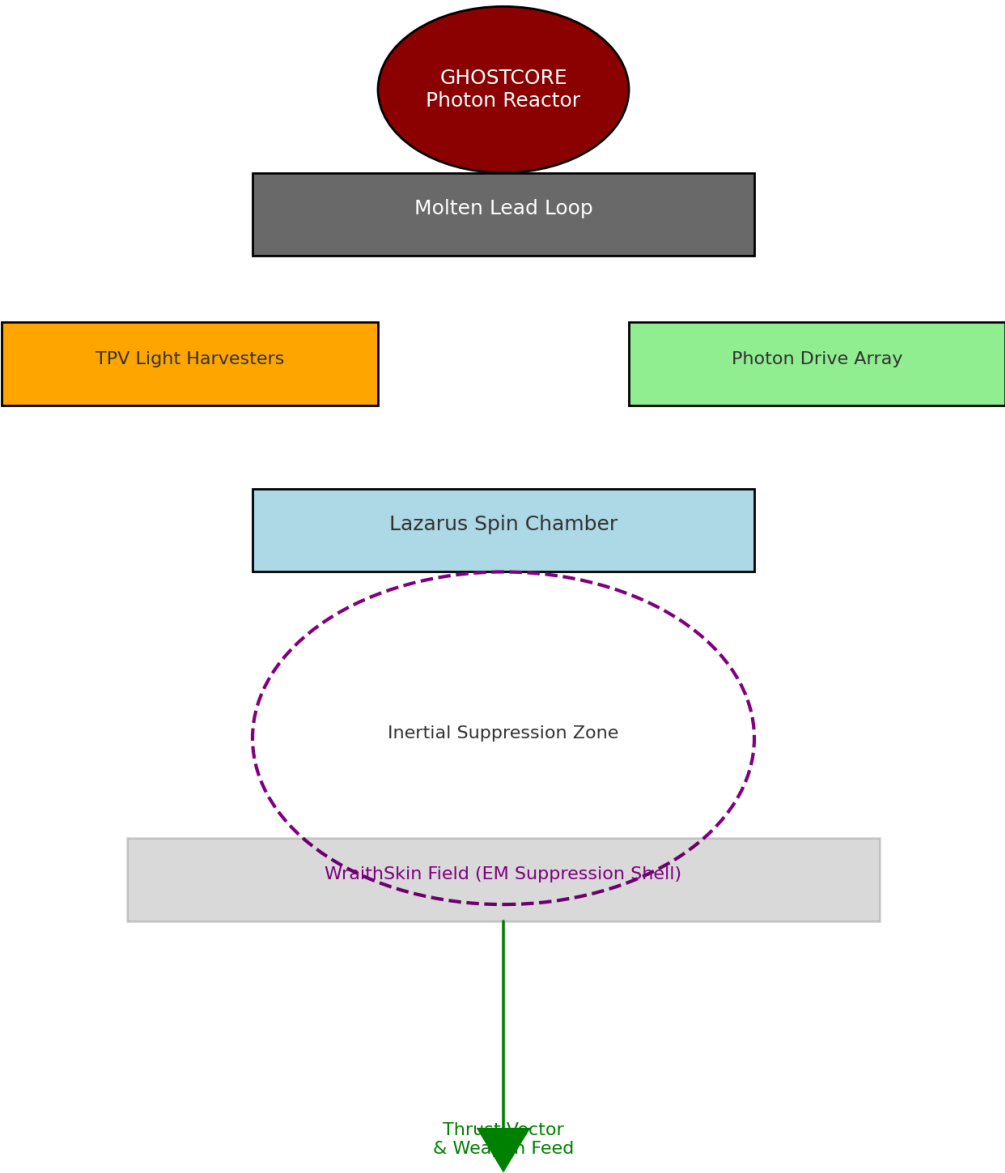 GHOSTCORE
Photon Reactor
Molten Lead Loop
TPV Light Harvesters
Photon Drive Array
Lazarus Spin Chamber
Inertial Suppression Zone
WraithSkin Field (EM Suppression Shell)
Thrust Vector
& Weapon Feed